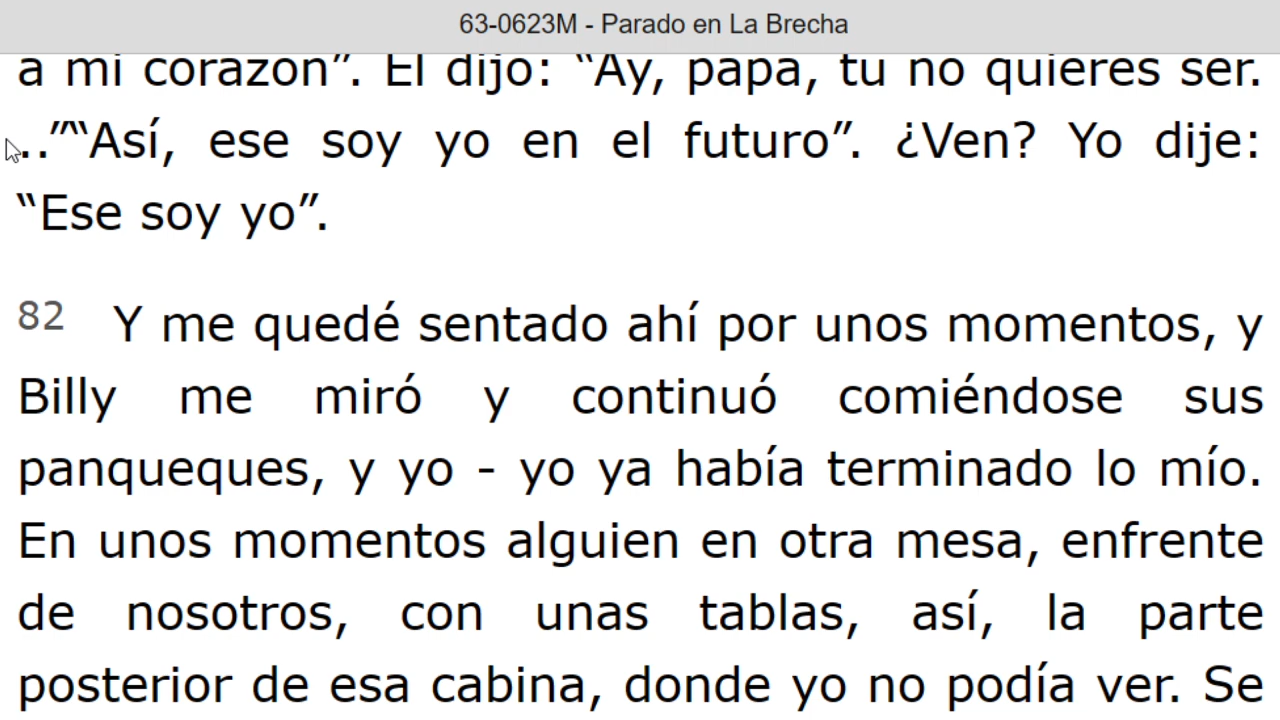 63-0623M - Parado en La Brecha
a mi corazón”. El dijo: “Ay, papá, tú no quieres ser.
..”“Así, ese soy yo en el futuro”. ¿Ven? Yo dije:
“Ese soy yo”.
82 Y me quedé sentado ahí por unos momentos, y
Billy me miró y continuó comiéndose sus
panqueques, y yo - yo ya había terminado lo mío.
En unos momentos alguien en otra mesa, enfrente
de nosotros, con unas tablas, así, la parte
posterior de esa cabina, donde yo no podía ver. Se